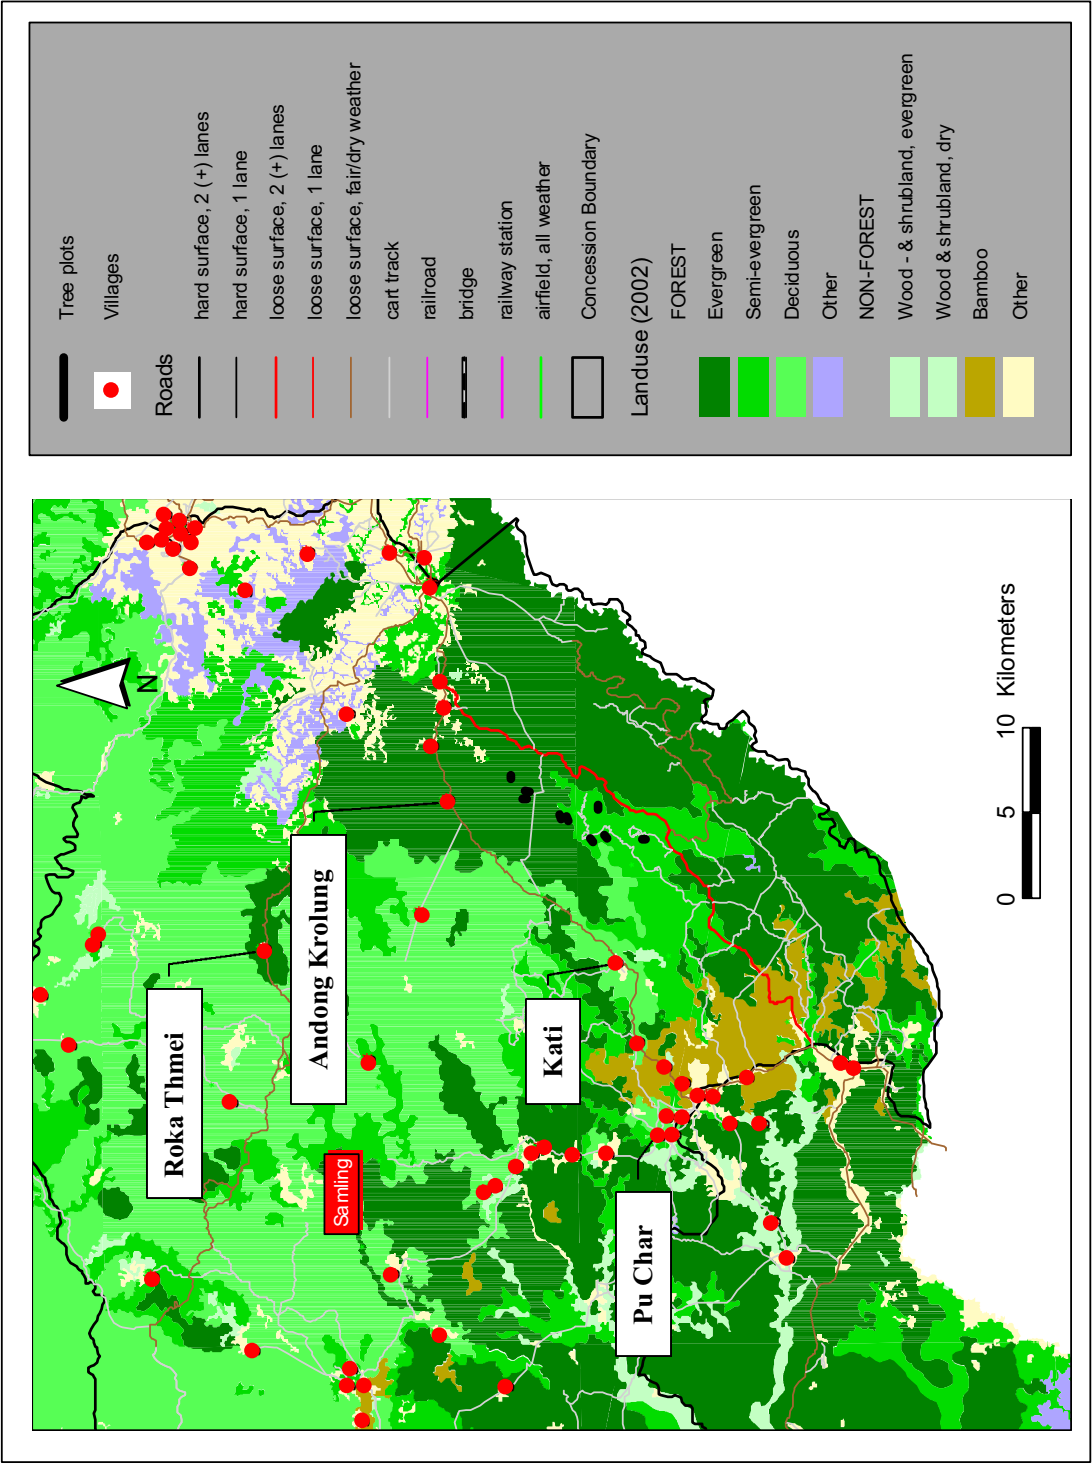 Tree plots
Villages
Roads
hard surface, 2 (+) lanes
hard surface, 1 lane
loose surface, 2 (+) lanes
loose surface, 1 lane
loose surface, fair/dry weather
cart track
railroad
bridge
railway station
airfield, all weather
Concession Boundary
Landuse (2002)
FOREST
Evergreen
Semi-evergreen
Deciduous
Other
NON-FOREST
Wood - & shrubland, evergreen
Wood & shrubland, dry
Bamboo
Other
N
Roka Thmei
Andong Krolung
Kati
Samling
Pu Char
0 5 10 Kilometers